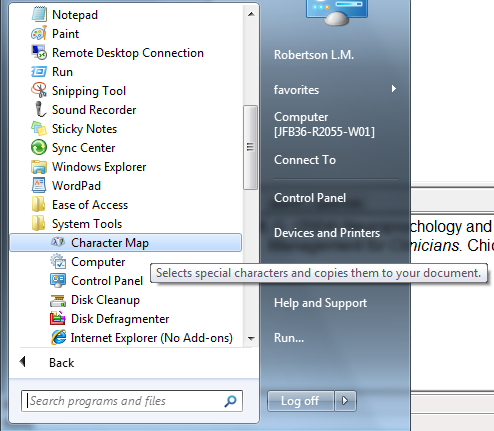 Notepad
Paint
Remote Desktop Connection
Run
Snipping Tool
Sound Recorder
Sticky Notes
Sync Center
Windows Explorer
WordPad
Ease of Access
System Tools
Character Map
Computer
Control Panel
Disk Cleanup
Disk Defragmenter
Internet Explorer (No Add-ons)
Back
Search programs and files
Robertson L.M.
favorites
Computer
[JFB36-R2055-W01]
Connect To
Control Panel
Devices and Printers
Selects special characters and copies them to your document.
Help and Support
Run...
Log off
chology and
Clinicians. Chic